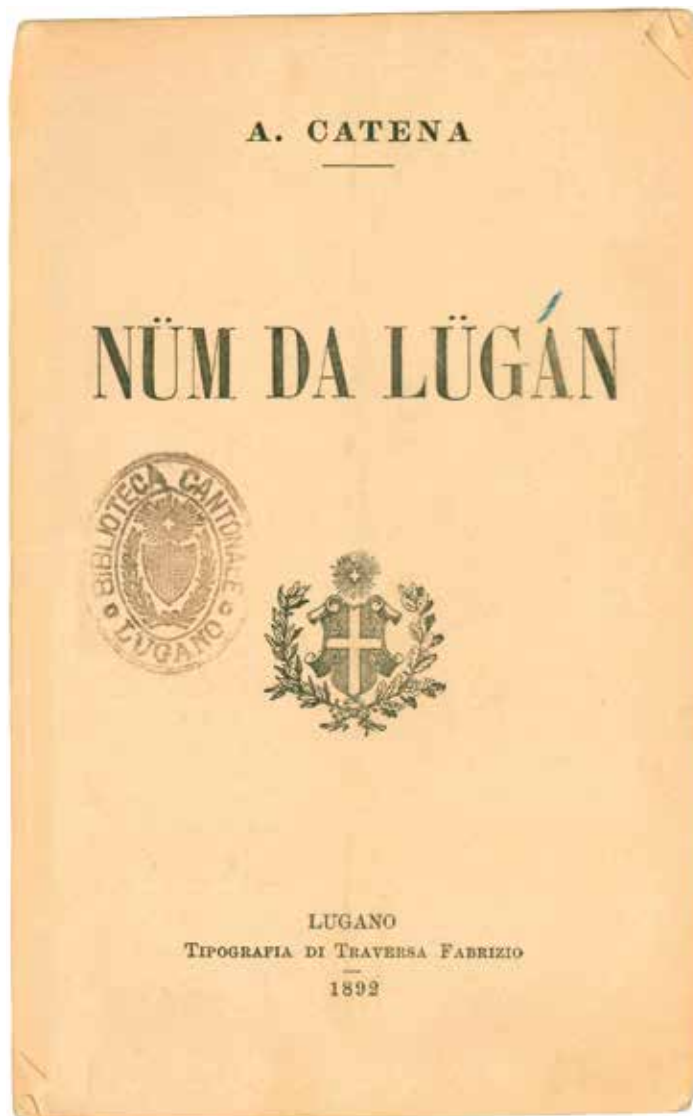 A. CATENA
NÜM DA LÜGÁN
BIBLIOTECA CANTONALE
LUGANO
LUGANO
TIPOGRAFIA DI TRAVERSA FABRIZIO
1892